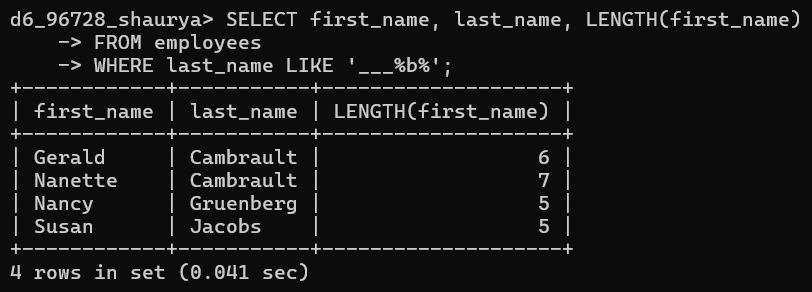 d6_96728_shaurya> SELECT first_name, last_name, LENGTH(first_name)
    -> FROM employees
    -> WHERE last_name LIKE '___%b%';
+------------+-----------+--------------------+
| first_name | last_name | LENGTH(first_name) |
+------------+-----------+--------------------+
| Gerald     | Cambrault |                  6 |
| Nanette    | Cambrault |                  7 |
| Nancy      | Gruenberg |                  5 |
| Susan      | Jacobs    |                  5 |
+------------+-----------+--------------------+
4 rows in set (0.041 sec)